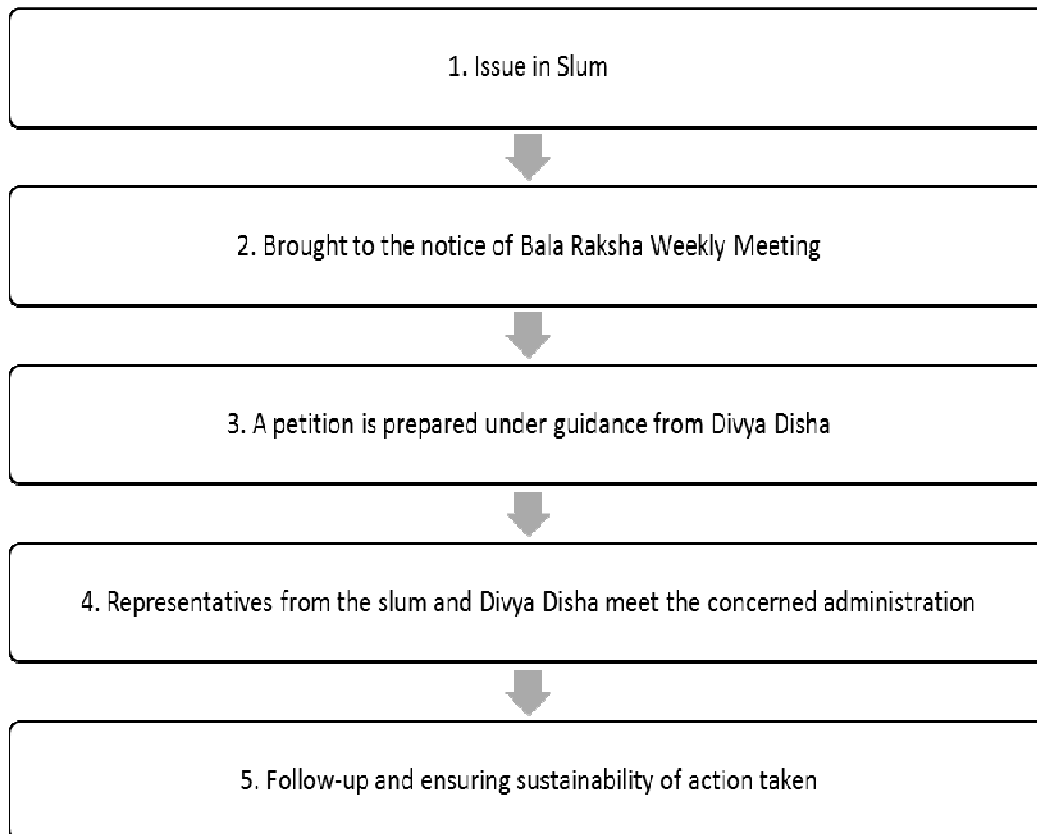 1. Issue in Slum
2. Brought to the notice of Bala Raksha Weekly Meeting
3. A petition is prepared under guidance from Divya Disha
4. Representatives from the slum and Divya Disha meet the concerned administration
5. Follow-up and ensuring sustainability of action taken